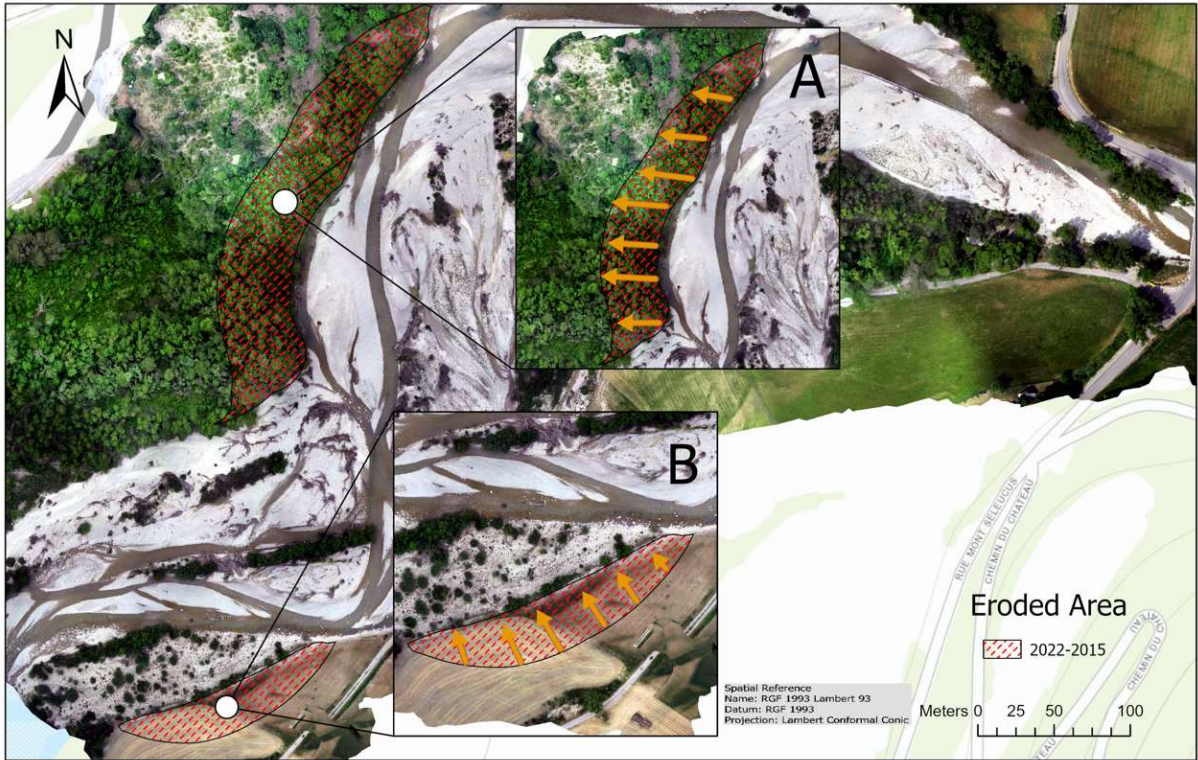 N
A
B
RUE MONT SELEUCUS
CHEMIN DU CHATEAU
Eroded Area
2022-2015
CHEMIN DU CHÂTEAU
Spatial Reference
Name: RGF 1993 Lambert 93
Datum: RGF 1993
Projection: Lambert Conformal Conic
Meters 0 25 50 100